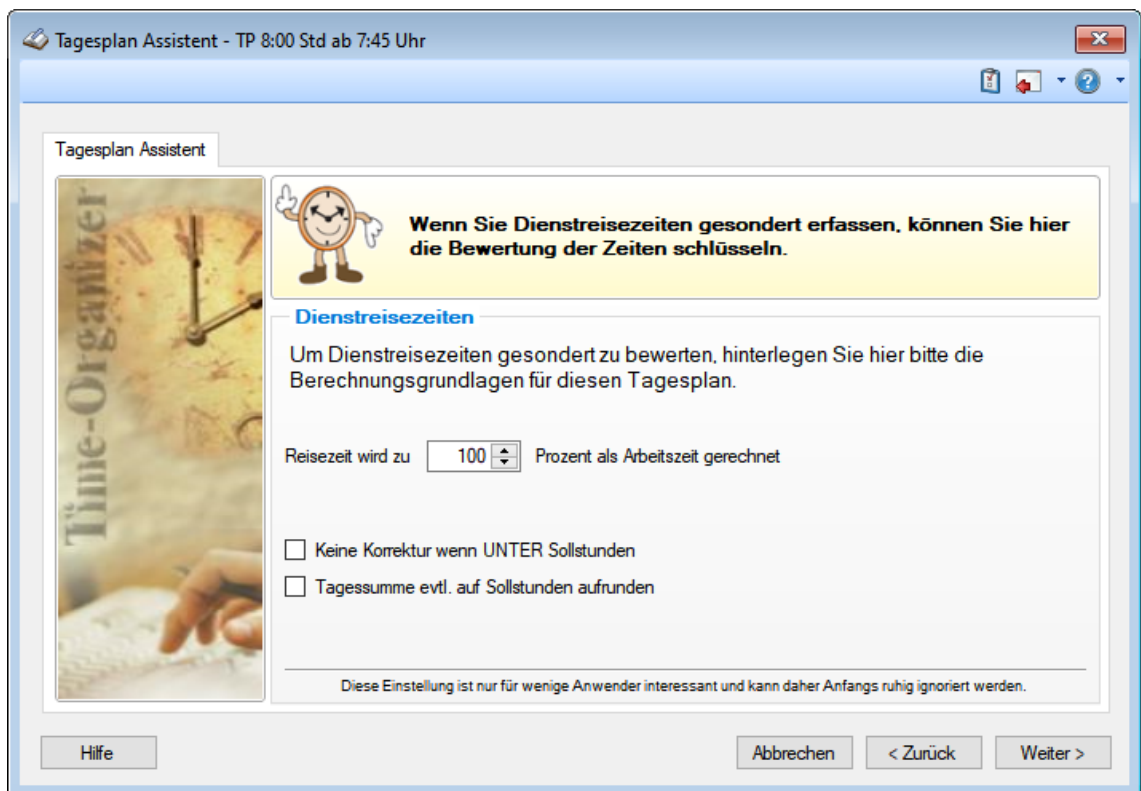 Tagesplan Assistent - TP 8:00 Std ab 7:45 Uhr
Tagesplan Assistent
Time-Organizer
Wenn Sie Dienstreisezeiten gesondert erfassen, können Sie hier
die Bewertung der Zeiten schlüsseln.
Dienstreisezeiten
Um Dienstreisezeiten gesondert zu bewerten, hinterlegen Sie hier bitte die
Berechnungsgrundlagen für diesen Tagesplan.
Reisezeit wird zu 100 Prozent als Arbeitszeit gerechnet
Keine Korrektur wenn UNTER Sollstunden
Tagessumme evtl. auf Sollstunden aufrunden
Diese Einstellung ist nur für wenige Anwender interessant und kann daher Anfangs ruhig ignoriert werden.
Hilfe Abbrechen < Zurück Weiter >